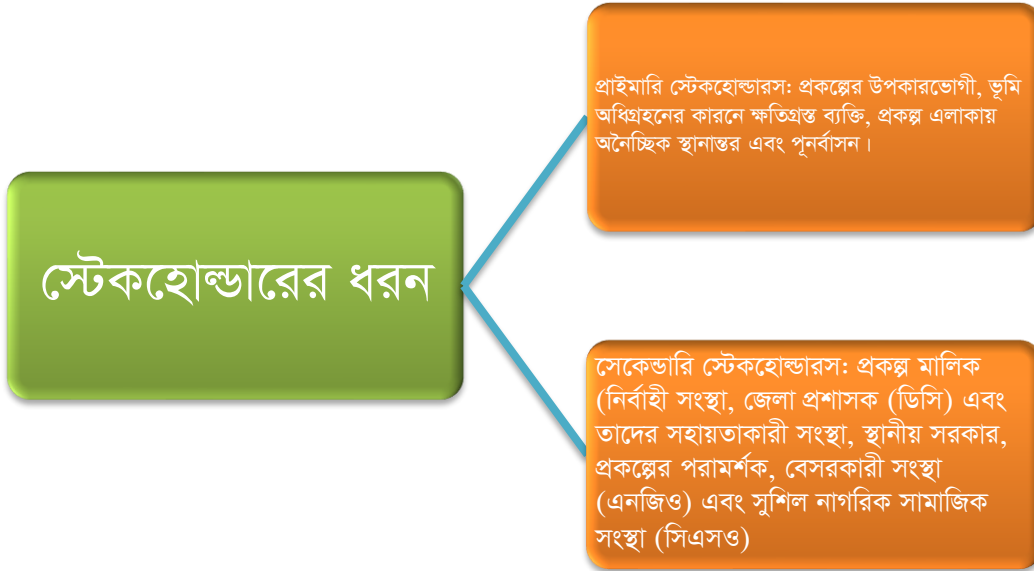 স্টেকহোল্ডারের ধরন
প্রাইমারি স্টেকহোল্ডারস: প্রকল্পের উপকারভোগী, ভূমি
অধিগ্রহনের কারনে ক্ষতিগ্রস্ত ব্যক্তি, প্রকল্প এলাকায়
অনৈচ্ছিক স্থানান্তর এবং পূনর্বাসন।
সেকেন্ডারি স্টেকহোল্ডারস: প্রকল্প মালিক
(নির্বাহী সংস্থা, জেলা প্রশাসক (ডিসি) এবং
তাদের সহায়তাকারী সংস্থা, স্থানীয় সরকার,
প্রকল্পের পরামর্শক, বেসরকারী সংস্থা
(এনজিও) এবং সুশিল নাগরিক সামাজিক
সংস্থা (সিএসও)